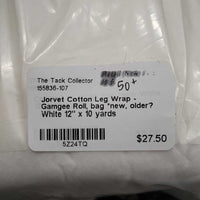 The Tack Collector
155836-107
50+
Jorvet Cotton Leg Wrap -
Gamgee Roll, bag *new, older?
White 12" x 10 yards
5Z24TQ
$27.50